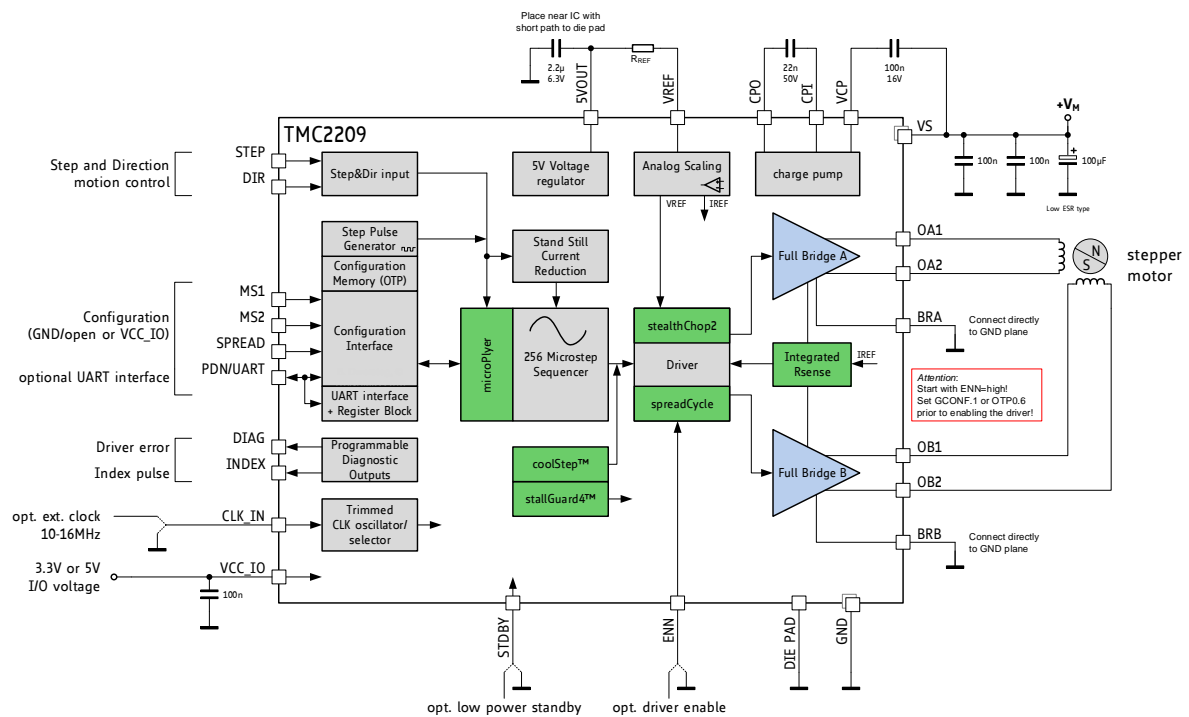 Place near IC with
short path to die pad
2.2µ
6.3V
RREF
22n
50V
100n
16V
5VOUT
VREF
CPO
CPI
VCP
+VM
TMC2209
VS
STEP
DIR
Step and Direction
motion control
Step&Dir input
5V Voltage
regulator
Analog Scaling
charge pump
VREF
IREF
100n
100n
+
100µF
Low ESR type
Step Pulse
Generator
Configuration
Memory (OTP)
Stand Still
Current
Reduction
Full Bridge A
OA1
OA2
N
S
stepper
motor
MS1
MS2
SPREAD
PDN/UART
Configuration
(GND/open or VCC_IO)
optional UART interface
Configuration
Interface
UART interface
+ Register Block
microPlyer
256 Microstep
Sequencer
stealthChop2
Driver
spreadCycle
Integrated
Rsense
IREF
BRA
Connect directly
to GND plane
Attention:
Start with ENN=high!
Set GCONF.1 or OTP0.6
prior to enabling the driver!
Driver error
Index pulse
DIAG
INDEX
Programmable
Diagnostic
Outputs
coolStep™
stallGuard4™
Full Bridge B
OB1
OB2
opt. ext. clock
10-16MHz
CLK_IN
Trimmed
CLK oscillator/
selector
BRB
Connect directly
to GND plane
3.3V or 5V
I/O voltage
VCC_IO
100n
STDBY
ENN
DIE PAD
GND
opt. low power standby
opt. driver enable